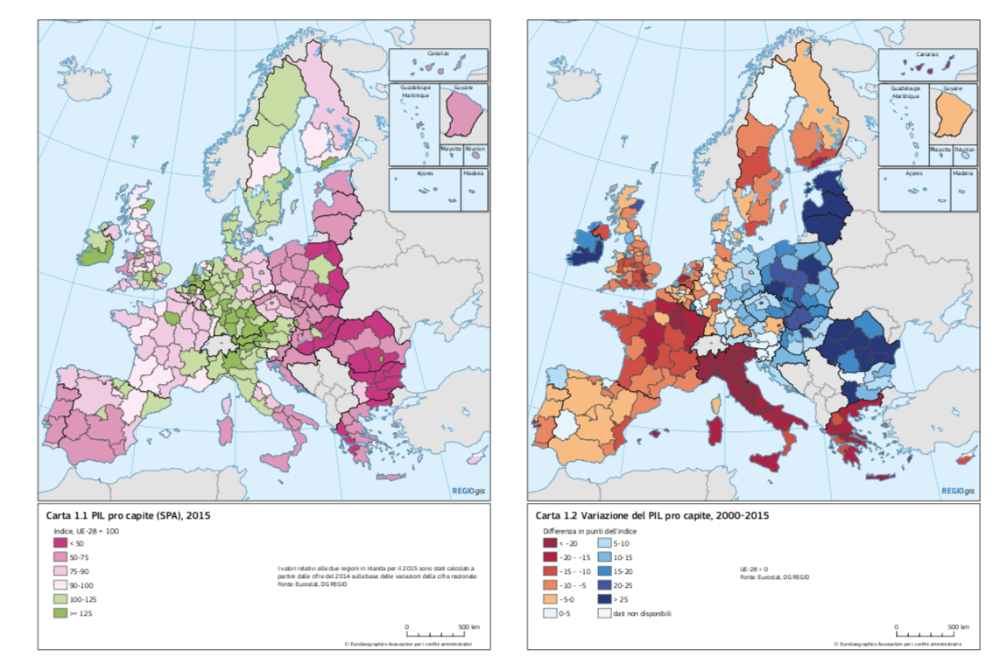 Canarias
Guadeloupe
Martinique
Guyane
Mayotte
Réunion
Açores
Madeira
REGIOgis
Carta 1.1 PIL pro capite (SPA), 2015
Indice, UE-28 = 100
< 50
50-75
75-90
90-100
100-125
>= 125
I valori relativi alle due regioni in Irlanda per il 2015 sono stati calcolati a
partire dalle cifre del 2014 sulla base delle variazioni della cifra nazionale.
Fonte: Eurostat, DG REGIO
0 500 km
© EuroGeographics Association per i confini amministrativi
Canarias
Guadeloupe
Martinique
Guyane
Mayotte
Réunion
Açores
Madeira
REGIOgis
Carta 1.2 Variazione del PIL pro capite, 2000-2015
Differenza in punti dell'indice
< -20
-20 - -15
-15 - -10
-10 - -5
-5-0
0-5
5-10
10-15
15-20
20-25
> 25
dati non disponibili
UE-28 = 0
Fonte: Eurostat, DG REGIO
0 500 km
© EuroGeographics Association per i confini amministrativi